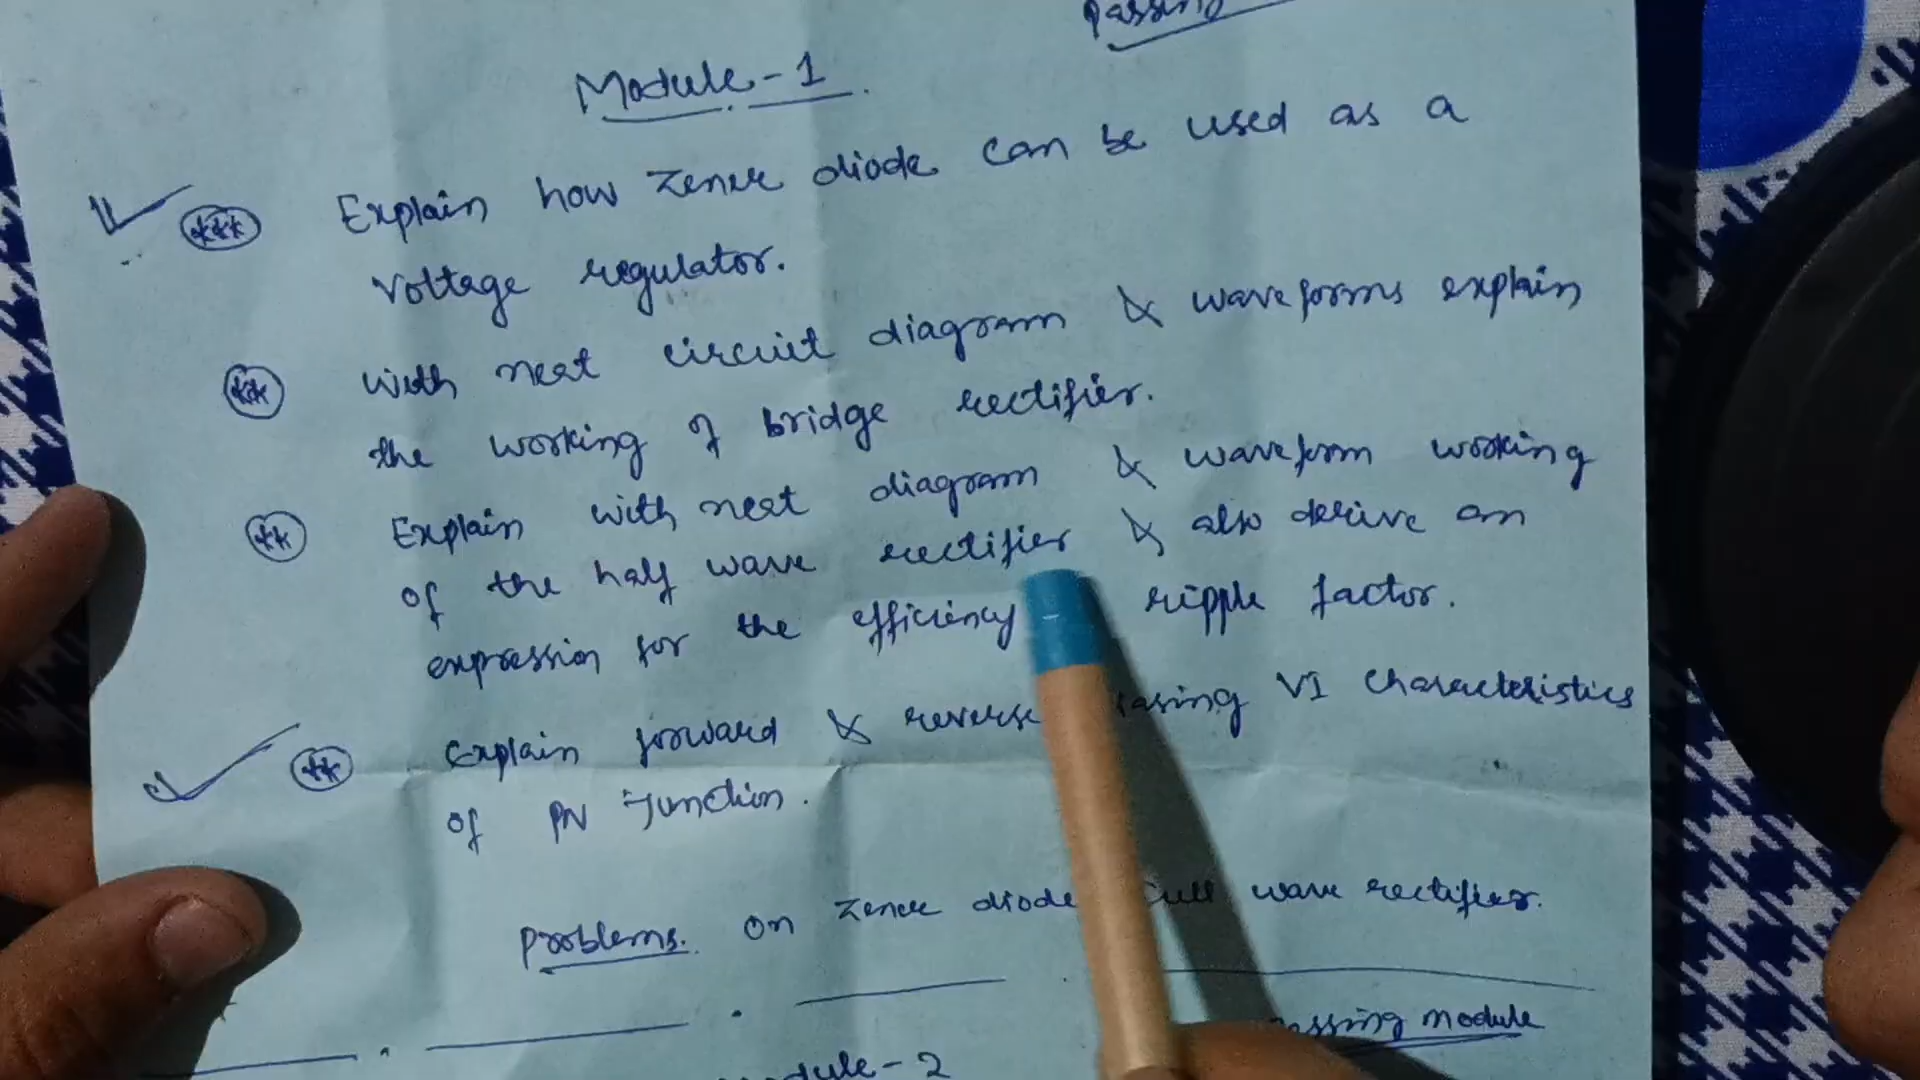 Passing
Module-1
*** Explain how zener diode can be used as a
voltage regulator.
** With neat circuit diagram & waveforms explain
the working of bridge rectifier.
** Explain with neat diagram & waveform working
of the half wave rectifier & also derive an
expression for the efficiency ripple factor.
** Explain forward & reverse VI characteristics
of PN Junction.
Problems. On zener diode wave rectifier.
module
-2